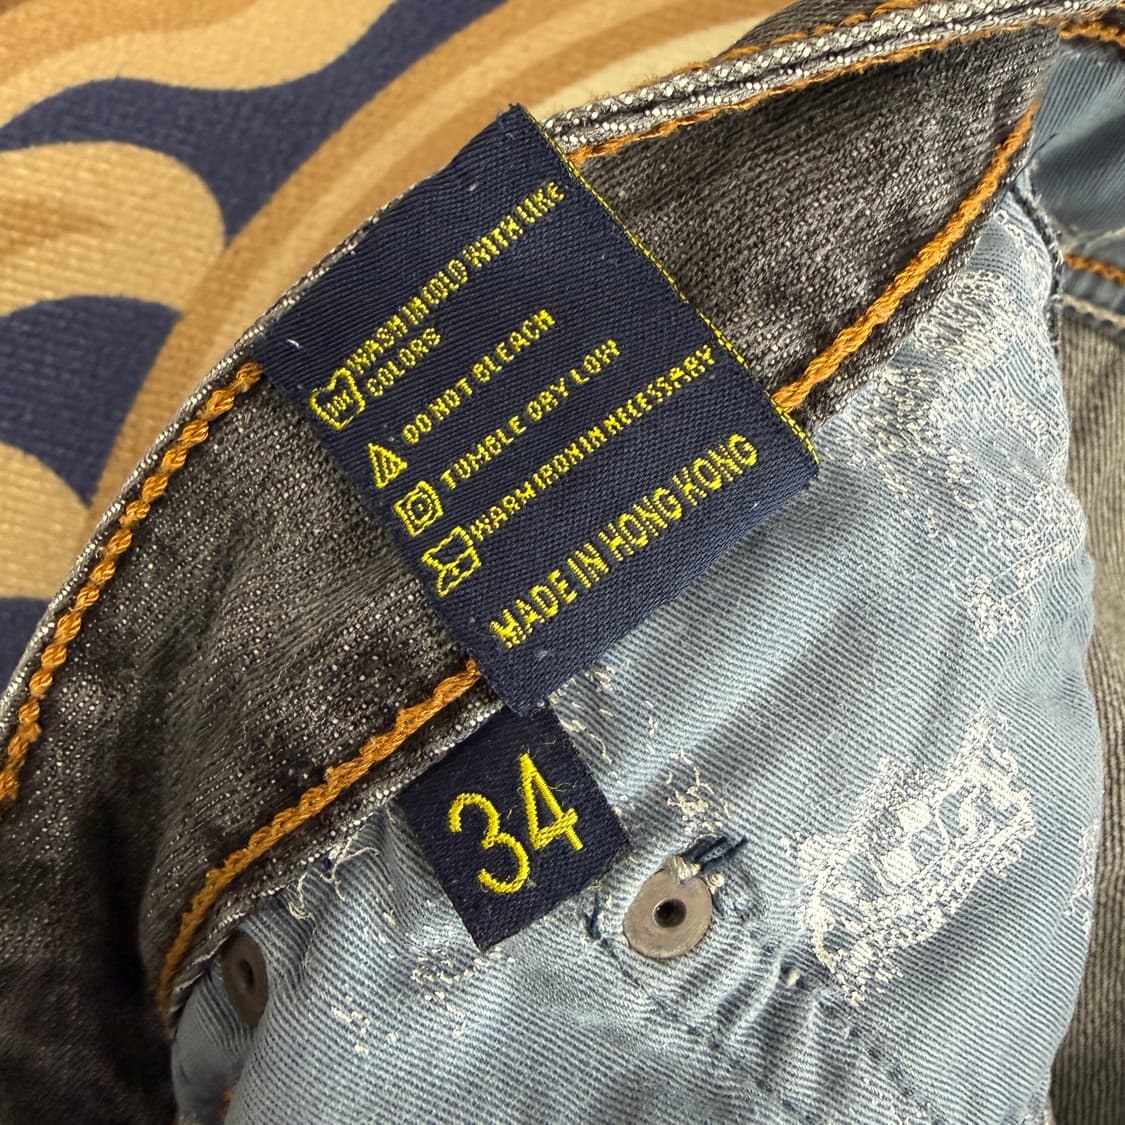 WASH IN COLD WITH LIKE
COLORS
DO NOT BLEACH
TUMBLE DRY LOW
WARM IRON IN NECESSARY
MADE IN HONG KONG
34